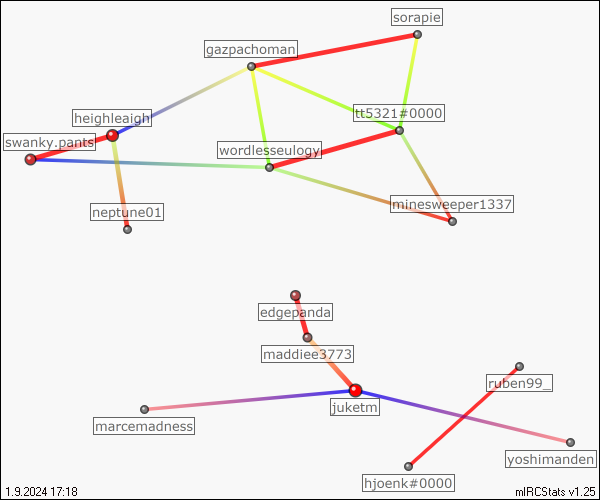 sorapie
gazpachoman
tt5321#0000
heighleaigh
swanky.pants
wordlesseulogy
minesweeper1337
neptune01
edgepanda
maddiee3773
ruben99_
juketm
marcemadness
yoshimanden
hjoenk#0000
1.9.2024 17:18
mIRCStats v1.25